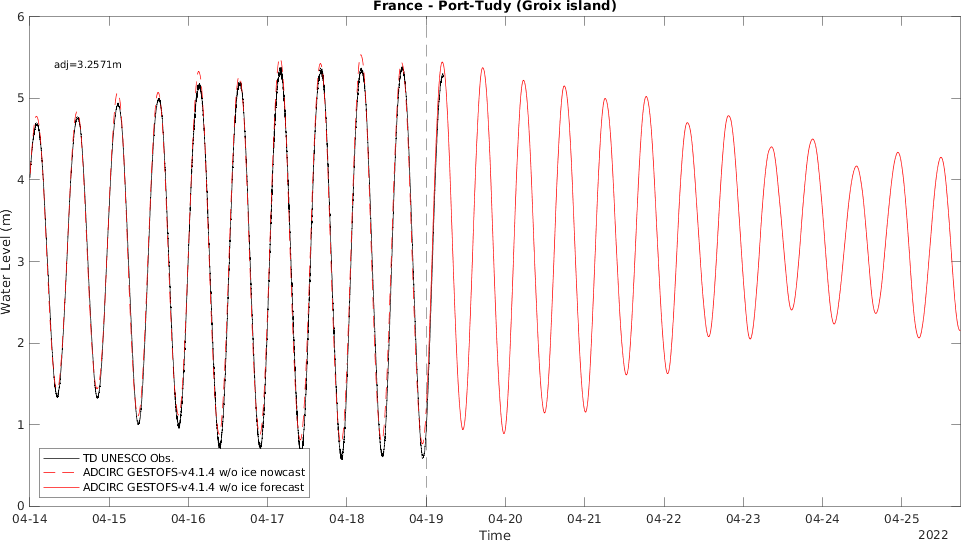 France - Port-Tudy (Groix island)
adj=3.2571m
6
5
4
3
2
1
0
Water Level (m)
TD UNESCO Obs.
ADCIRC GESTOFS-v4.1.4 w/o ice nowcast
ADCIRC GESTOFS-v4.1.4 w/o ice forecast
04-14 04-15 04-16 04-17 04-18 04-19 04-20 04-21 04-22 04-23 04-24 04-25
Time
2022